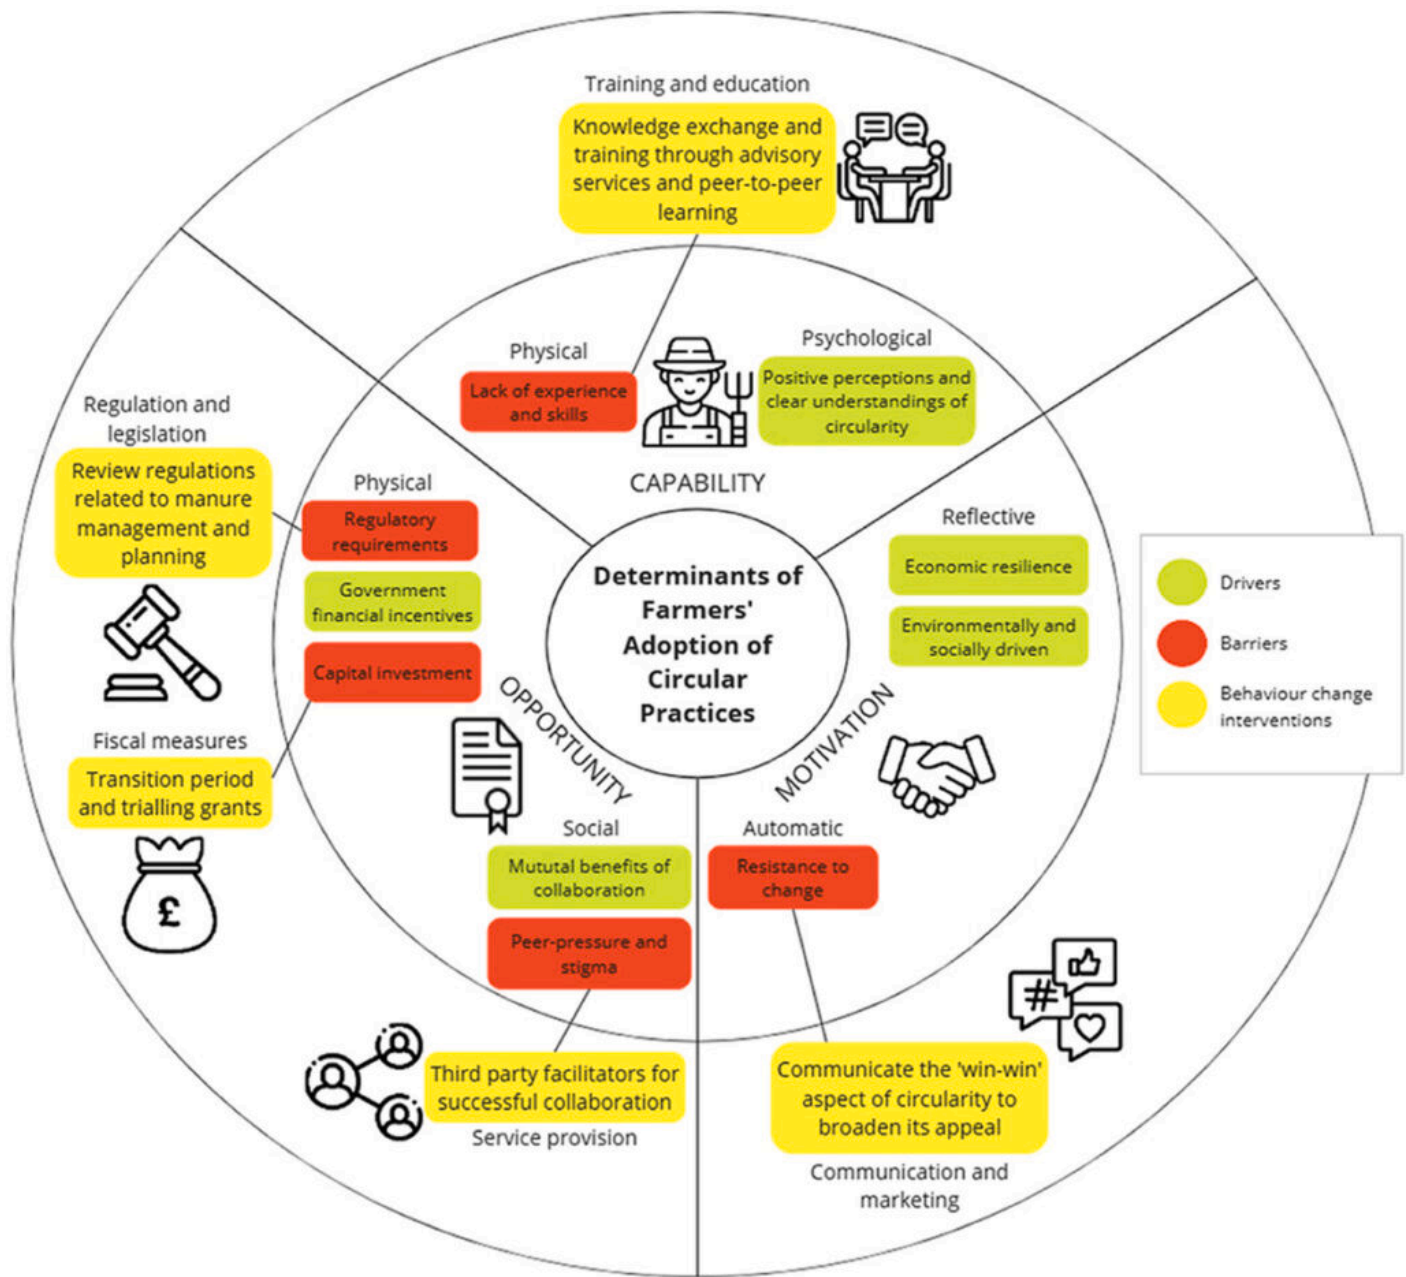 Training and education
Knowledge exchange and
training through advisory
services and peer-to-peer
learning
Physical
Lack of experience
and skills
Psychological
Positive perceptions and
clear understandings of
circularity
CAPABILITY
Regulation and
legislation
Review regulations
related to manure
management and
planning
Physical
Regulatory
requirements
Government
financial incentives
Capital investment
Fiscal measures
Transition period
and trialling grants
£
Determinants of
Farmers'
Adoption of
Circular
Practices
Reflective
Economic resilience
Environmentally and
socially driven
Drivers
Barriers
Behaviour change
interventions
OPPORTUNITY
MOTIVATION
Social
Mututal benefits of
collaboration
Peer-pressure and
stigma
Automatic
Resistance to
change
Third party facilitators for
successful collaboration
Service provision
#
Communicate the 'win-win'
aspect of circularity to
broaden its appeal
Communication and
marketing